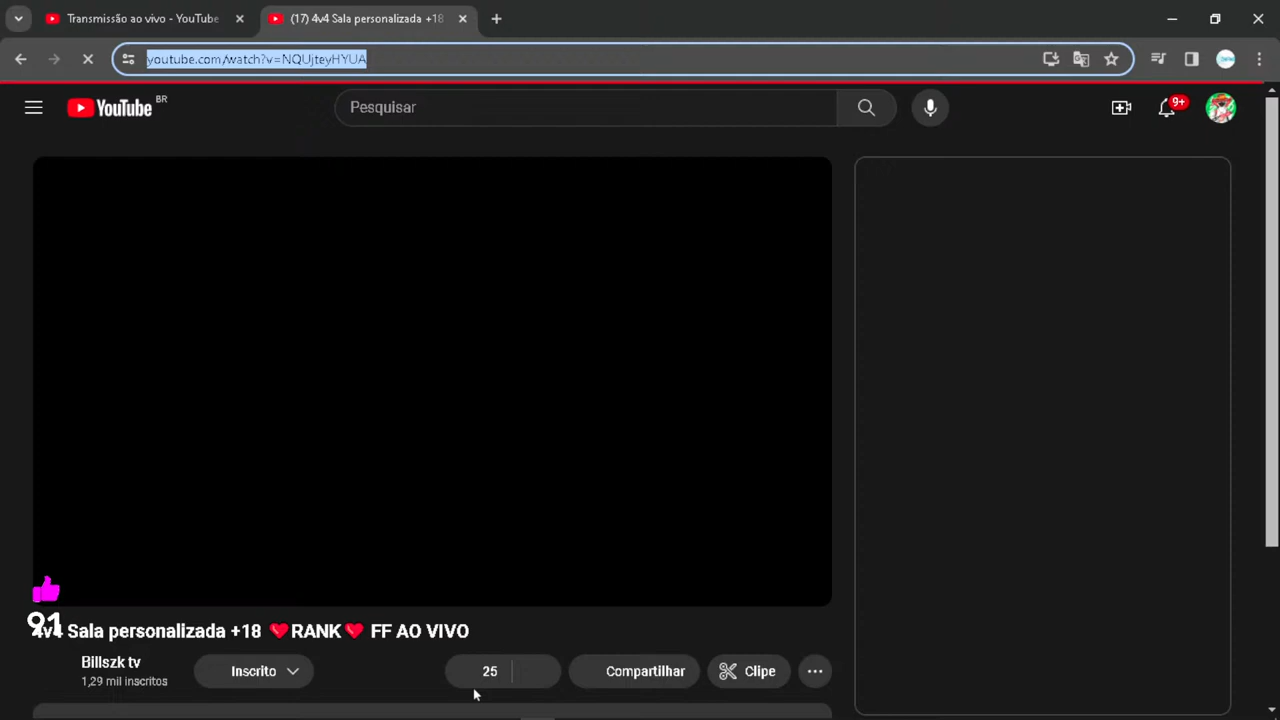 Transmissão ao vivo - YouTube
(17) 4v4 Sala personalizada +18
youtube.com/watch?v=NQUjteyHYUA
YouTube BR
Pesquisar
9+
91
4v4 Sala personalizada +18 ❤️RANK❤️ FF AO VIVO
Billszk tv
1,29 mil inscritos
Inscrito
25
Compartilhar
Clipe